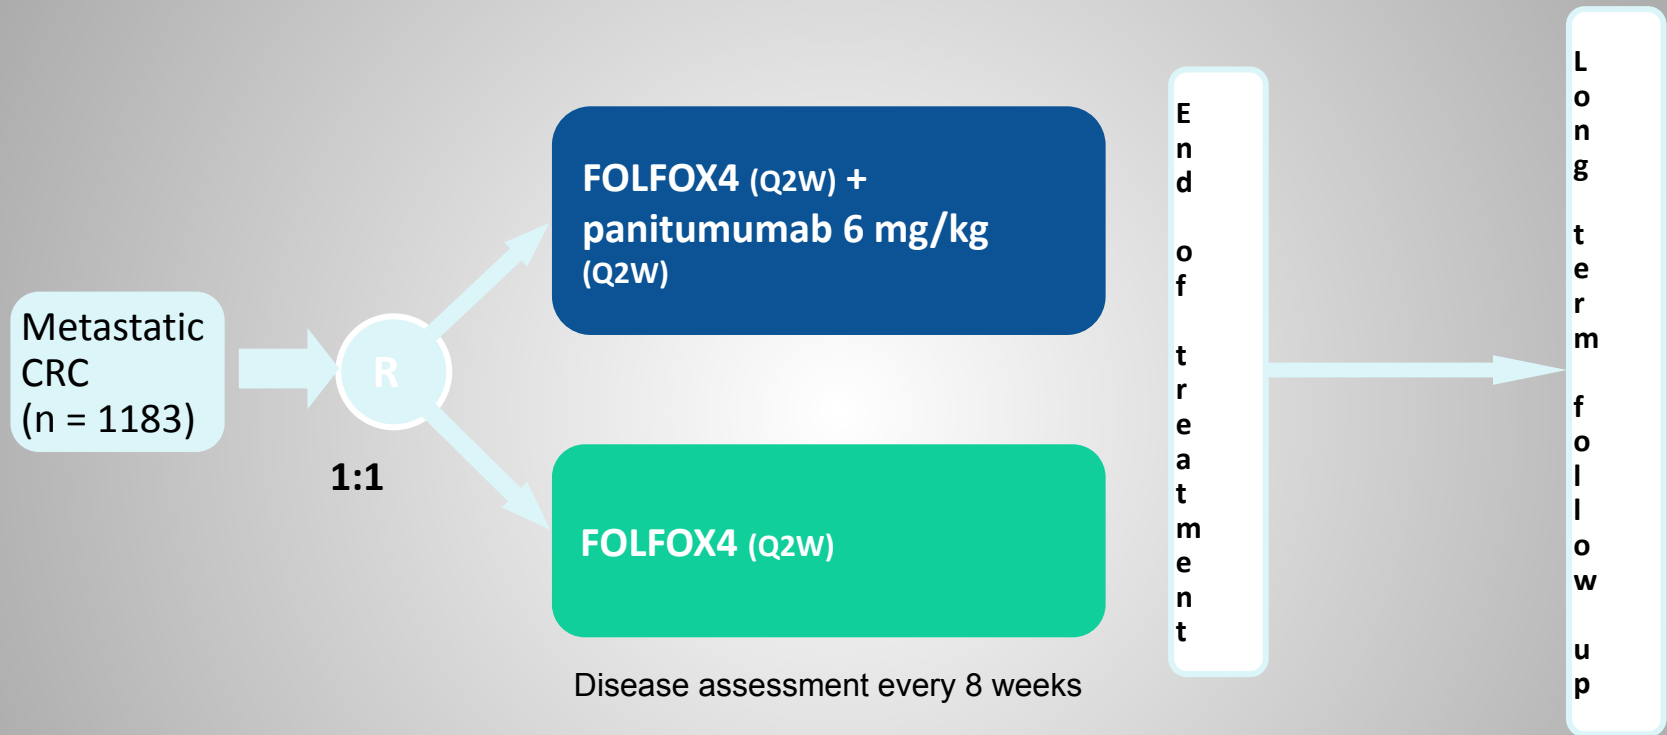 Metastatic
CRC
(n = 1183)
R
1:1
FOLFOX4 (Q2W) +
panitumumab 6 mg/kg
(Q2W)
FOLFOX4 (Q2W)
Disease assessment every 8 weeks
End of treatment
Long term follow up